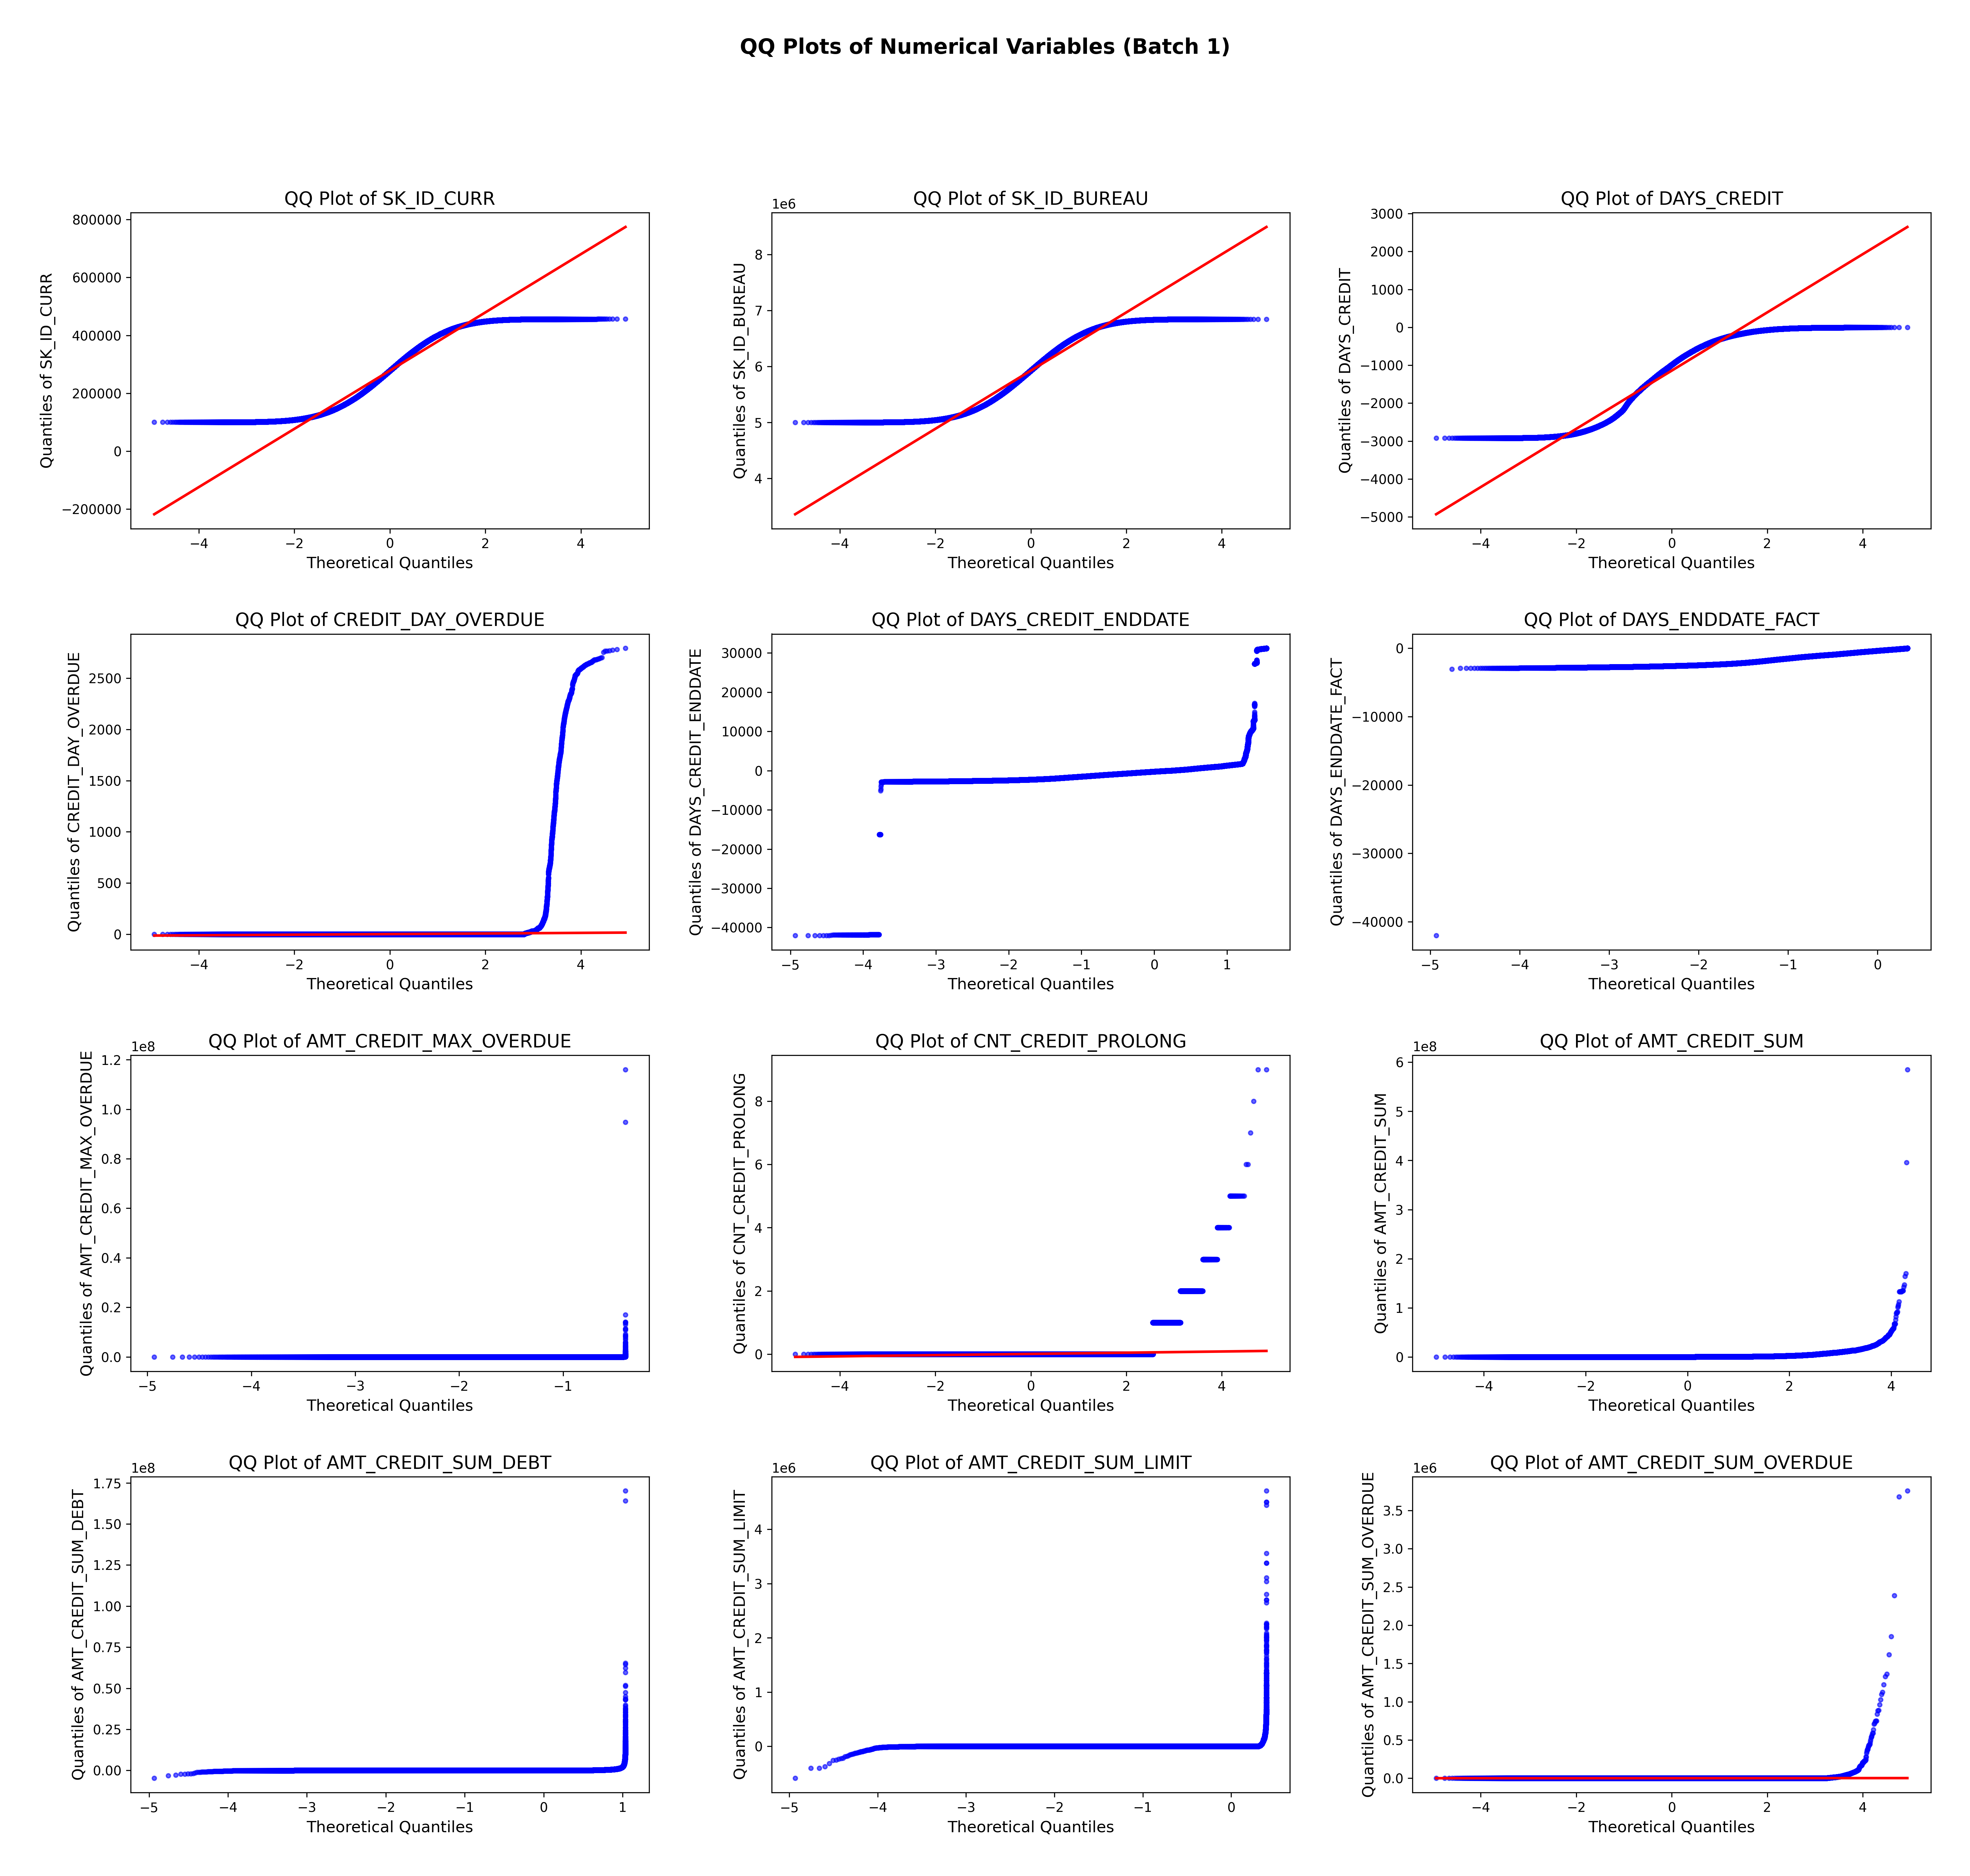 QQ Plots of Numerical Variables (Batch 1)
QQ Plot of SK_ID_CURR
Quantiles of SK_ID_CURR
800000
600000
400000
200000
0
−200000
−4 −2 0 2 4
Theoretical Quantiles
QQ Plot of SK_ID_BUREAU
1e6
Quantiles of SK_ID_BUREAU
8
7
6
5
4
−4 −2 0 2 4
Theoretical Quantiles
QQ Plot of DAYS_CREDIT
Quantiles of DAYS_CREDIT
3000
2000
1000
0
−1000
−2000
−3000
−4000
−5000
−4 −2 0 2 4
Theoretical Quantiles
QQ Plot of CREDIT_DAY_OVERDUE
Quantiles of CREDIT_DAY_OVERDUE
2500
2000
1500
1000
500
0
−4 −2 0 2 4
Theoretical Quantiles
QQ Plot of DAYS_CREDIT_ENDDATE
Quantiles of DAYS_CREDIT_ENDDATE
30000
20000
10000
0
−10000
−20000
−30000
−40000
−5 −4 −3 −2 −1 0 1
Theoretical Quantiles
QQ Plot of DAYS_ENDDATE_FACT
Quantiles of DAYS_ENDDATE_FACT
0
−10000
−20000
−30000
−40000
−5 −4 −3 −2 −1 0
Theoretical Quantiles
QQ Plot of AMT_CREDIT_MAX_OVERDUE
1e8
Quantiles of AMT_CREDIT_MAX_OVERDUE
1.2
1.0
0.8
0.6
0.4
0.2
0.0
−5 −4 −3 −2 −1
Theoretical Quantiles
QQ Plot of CNT_CREDIT_PROLONG
Quantiles of CNT_CREDIT_PROLONG
8
6
4
2
0
−4 −2 0 2 4
Theoretical Quantiles
QQ Plot of AMT_CREDIT_SUM
1e8
Quantiles of AMT_CREDIT_SUM
6
5
4
3
2
1
0
−4 −2 0 2 4
Theoretical Quantiles
QQ Plot of AMT_CREDIT_SUM_DEBT
1e8
Quantiles of AMT_CREDIT_SUM_DEBT
1.75
1.50
1.25
1.00
0.75
0.50
0.25
0.00
−5 −4 −3 −2 −1 0 1
Theoretical Quantiles
QQ Plot of AMT_CREDIT_SUM_LIMIT
1e6
Quantiles of AMT_CREDIT_SUM_LIMIT
4
3
2
1
0
−5 −4 −3 −2 −1 0
Theoretical Quantiles
QQ Plot of AMT_CREDIT_SUM_OVERDUE
1e6
Quantiles of AMT_CREDIT_SUM_OVERDUE
3.5
3.0
2.5
2.0
1.5
1.0
0.5
0.0
−4 −2 0 2 4
Theoretical Quantiles